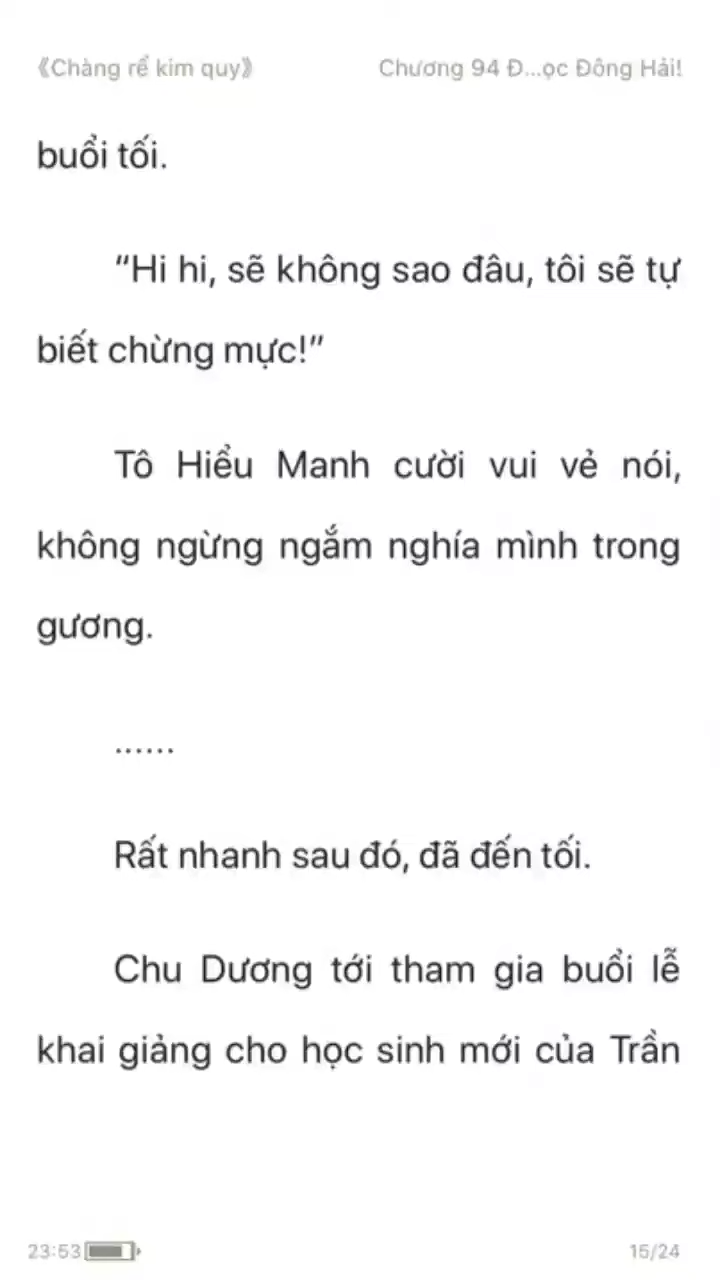 《Chàng rể kim quy》 Chương 94 Đ...ọc Đông Hải!
buổi tối.
“Hi hi, sẽ không sao đâu, tôi sẽ tự
biết chừng mực!”
Tô Hiểu Manh cười vui vẻ nói,
không ngừng ngắm nghía mình trong
gương.
......
Rất nhanh sau đó, đã đến tối.
Chu Dương tới tham gia buổi lễ
khai giảng cho học sinh mới của Trần
23:53 15/24